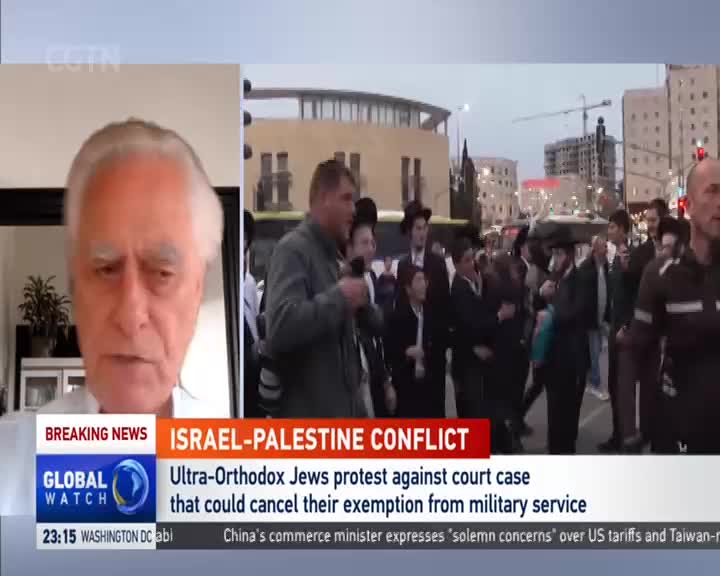 CGTN
BREAKING NEWS
ISRAEL-PALESTINE CONFLICT
GLOBAL
WATCH
Ultra-Orthodox Jews protest against court case
that could cancel their exemption from military service
23:15 WASHINGTON DC abi China's commerce minister expresses "solemn concerns" over US tariffs and Taiwan-r